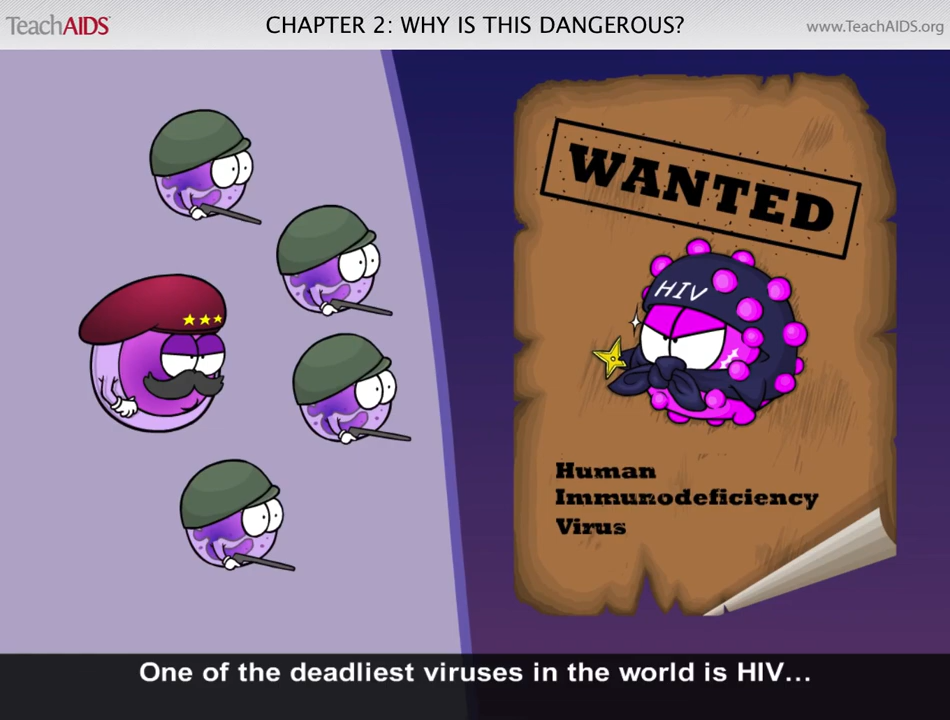 TeachAIDS
CHAPTER 2: WHY IS THIS DANGEROUS?
www.TeachAIDS.org
WANTED
HIV
Human
Immunodeficiency
Virus
One of the deadliest viruses in the world is HIV...